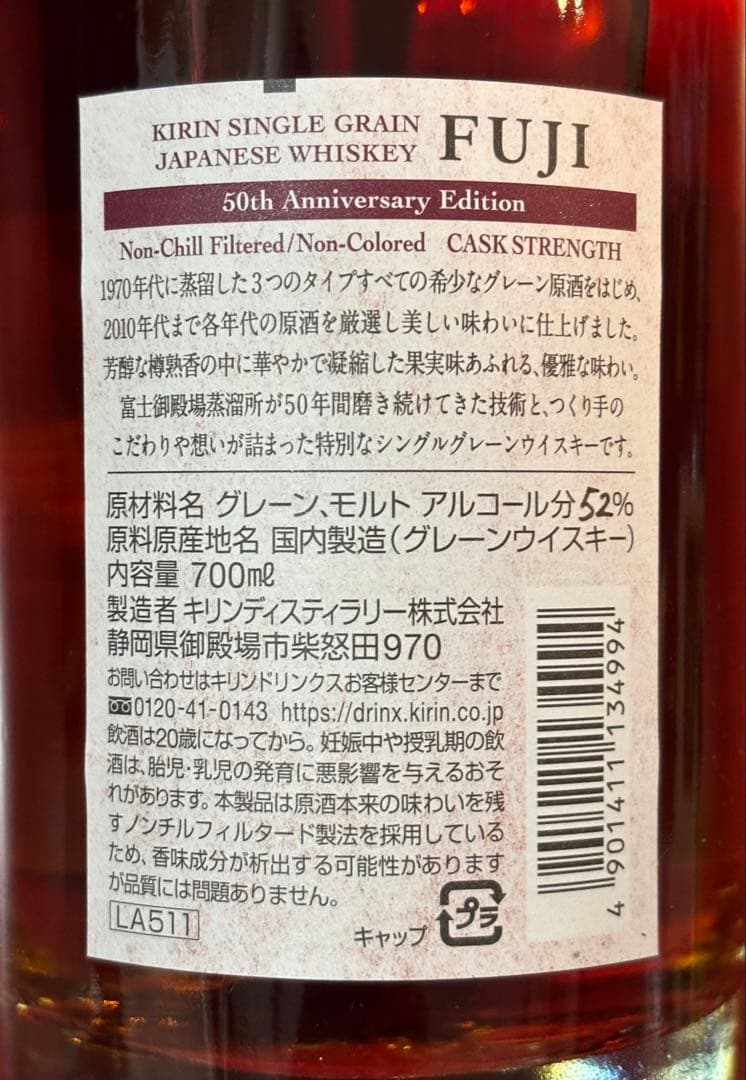 KIRIN SINGLE GRAIN
JAPANESE WHISKEY
FUJI
50th Anniversary Edition
Non-Chill Filtered/Non-Colored CASK STRENGTH
1970年代に蒸留した3つのタイプすべての希少なグレーン原酒をはじめ、
2010年代まで各年代の原酒を厳選し美しい味わいに仕上げました。
芳醇な樽熟香の中に華やかで凝縮した果実味あふれる、優雅な味わい。
富士御殿場蒸溜所が50年間磨き続けてきた技術と、つくり手の
こだわりや想いが詰まった特別なシングルグレーンウイスキーです。
原材料名 グレーン、モルト アルコール分52%
原料原産地名 国内製造(グレーンウイスキー)
内容量 700㎖
製造者 キリンディスティラリー株式会社
静岡県御殿場市柴怒田970
お問い合わせはキリンドリンクスお客様センターまで
0120-41-0143 https://drinx.kirin.co.jp
飲酒は20歳になってから。妊娠中や授乳期の飲
酒は、胎児・乳児の発育に悪影響を与えるおそ
れがあります。本製品は原酒本来の味わいを残
すノンチルフィルタード製法を採用している
ため、香味成分が析出する可能性があります
が品質には問題ありません。
LA511
キャップ
プラ
4901411134994